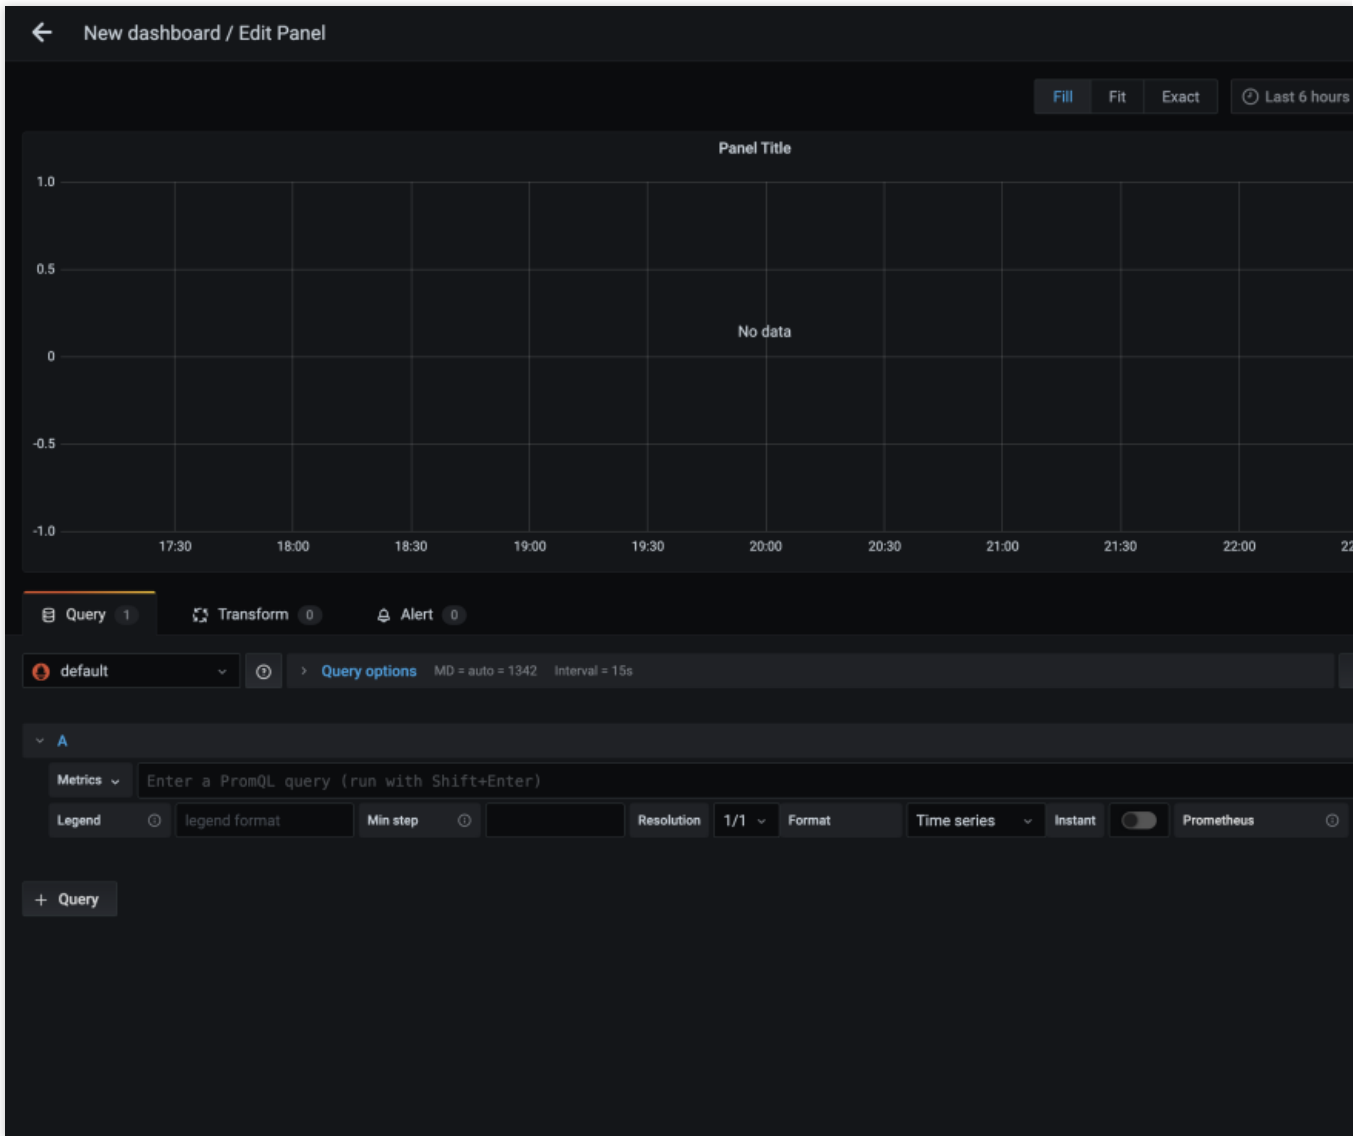 New dashboard / Edit Panel
Fill Fit Exact Last 6 hours
Panel Title
1.0
0.5
No data
0
-0.5
-1.0
17:30 18:00 18:30 19:00 19:30 20:00 20:30 21:00 21:30 22:00
Query 1 Transform 0 Alert 0
default Query options MD = auto = 1342 Interval = 15s
A
Metrics Enter a PromQL query (run with Shift+Enter)
Legend legend format Min step Resolution 1/1 Format Time series Instant Prometheus
+ Query